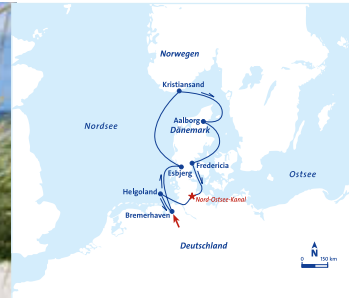 Norwegen
Kristiansand
Aalborg
Dänemark
Nordsee
Fredericia
Esbjerg
Ostsee
Helgoland
Nord-Ostsee-Kanal
Bremerhaven
Deutschland
N
0 150 km